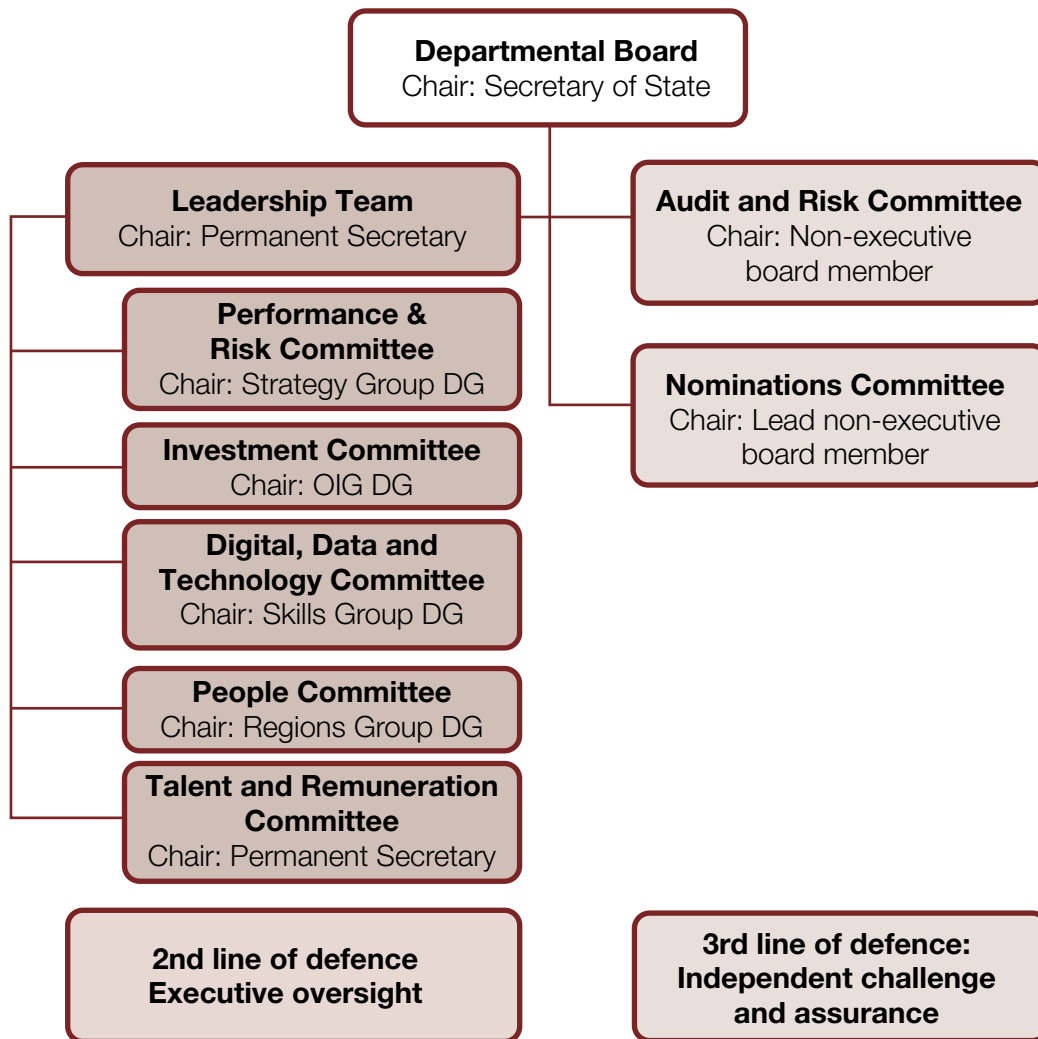 Departmental Board
Chair: Secretary of State
Leadership Team
Chair: Permanent Secretary
Audit and Risk Committee
Chair: Non-executive
board member
Performance &
Risk Committee
Chair: Strategy Group DG
Nominations Committee
Chair: Lead non-executive
board member
Investment Committee
Chair: OIG DG
Digital, Data and
Technology Committee
Chair: Skills Group DG
People Committee
Chair: Regions Group DG
Talent and Remuneration
Committee
Chair: Permanent Secretary
2nd line of defence
Executive oversight
3rd line of defence:
Independent challenge
and assurance